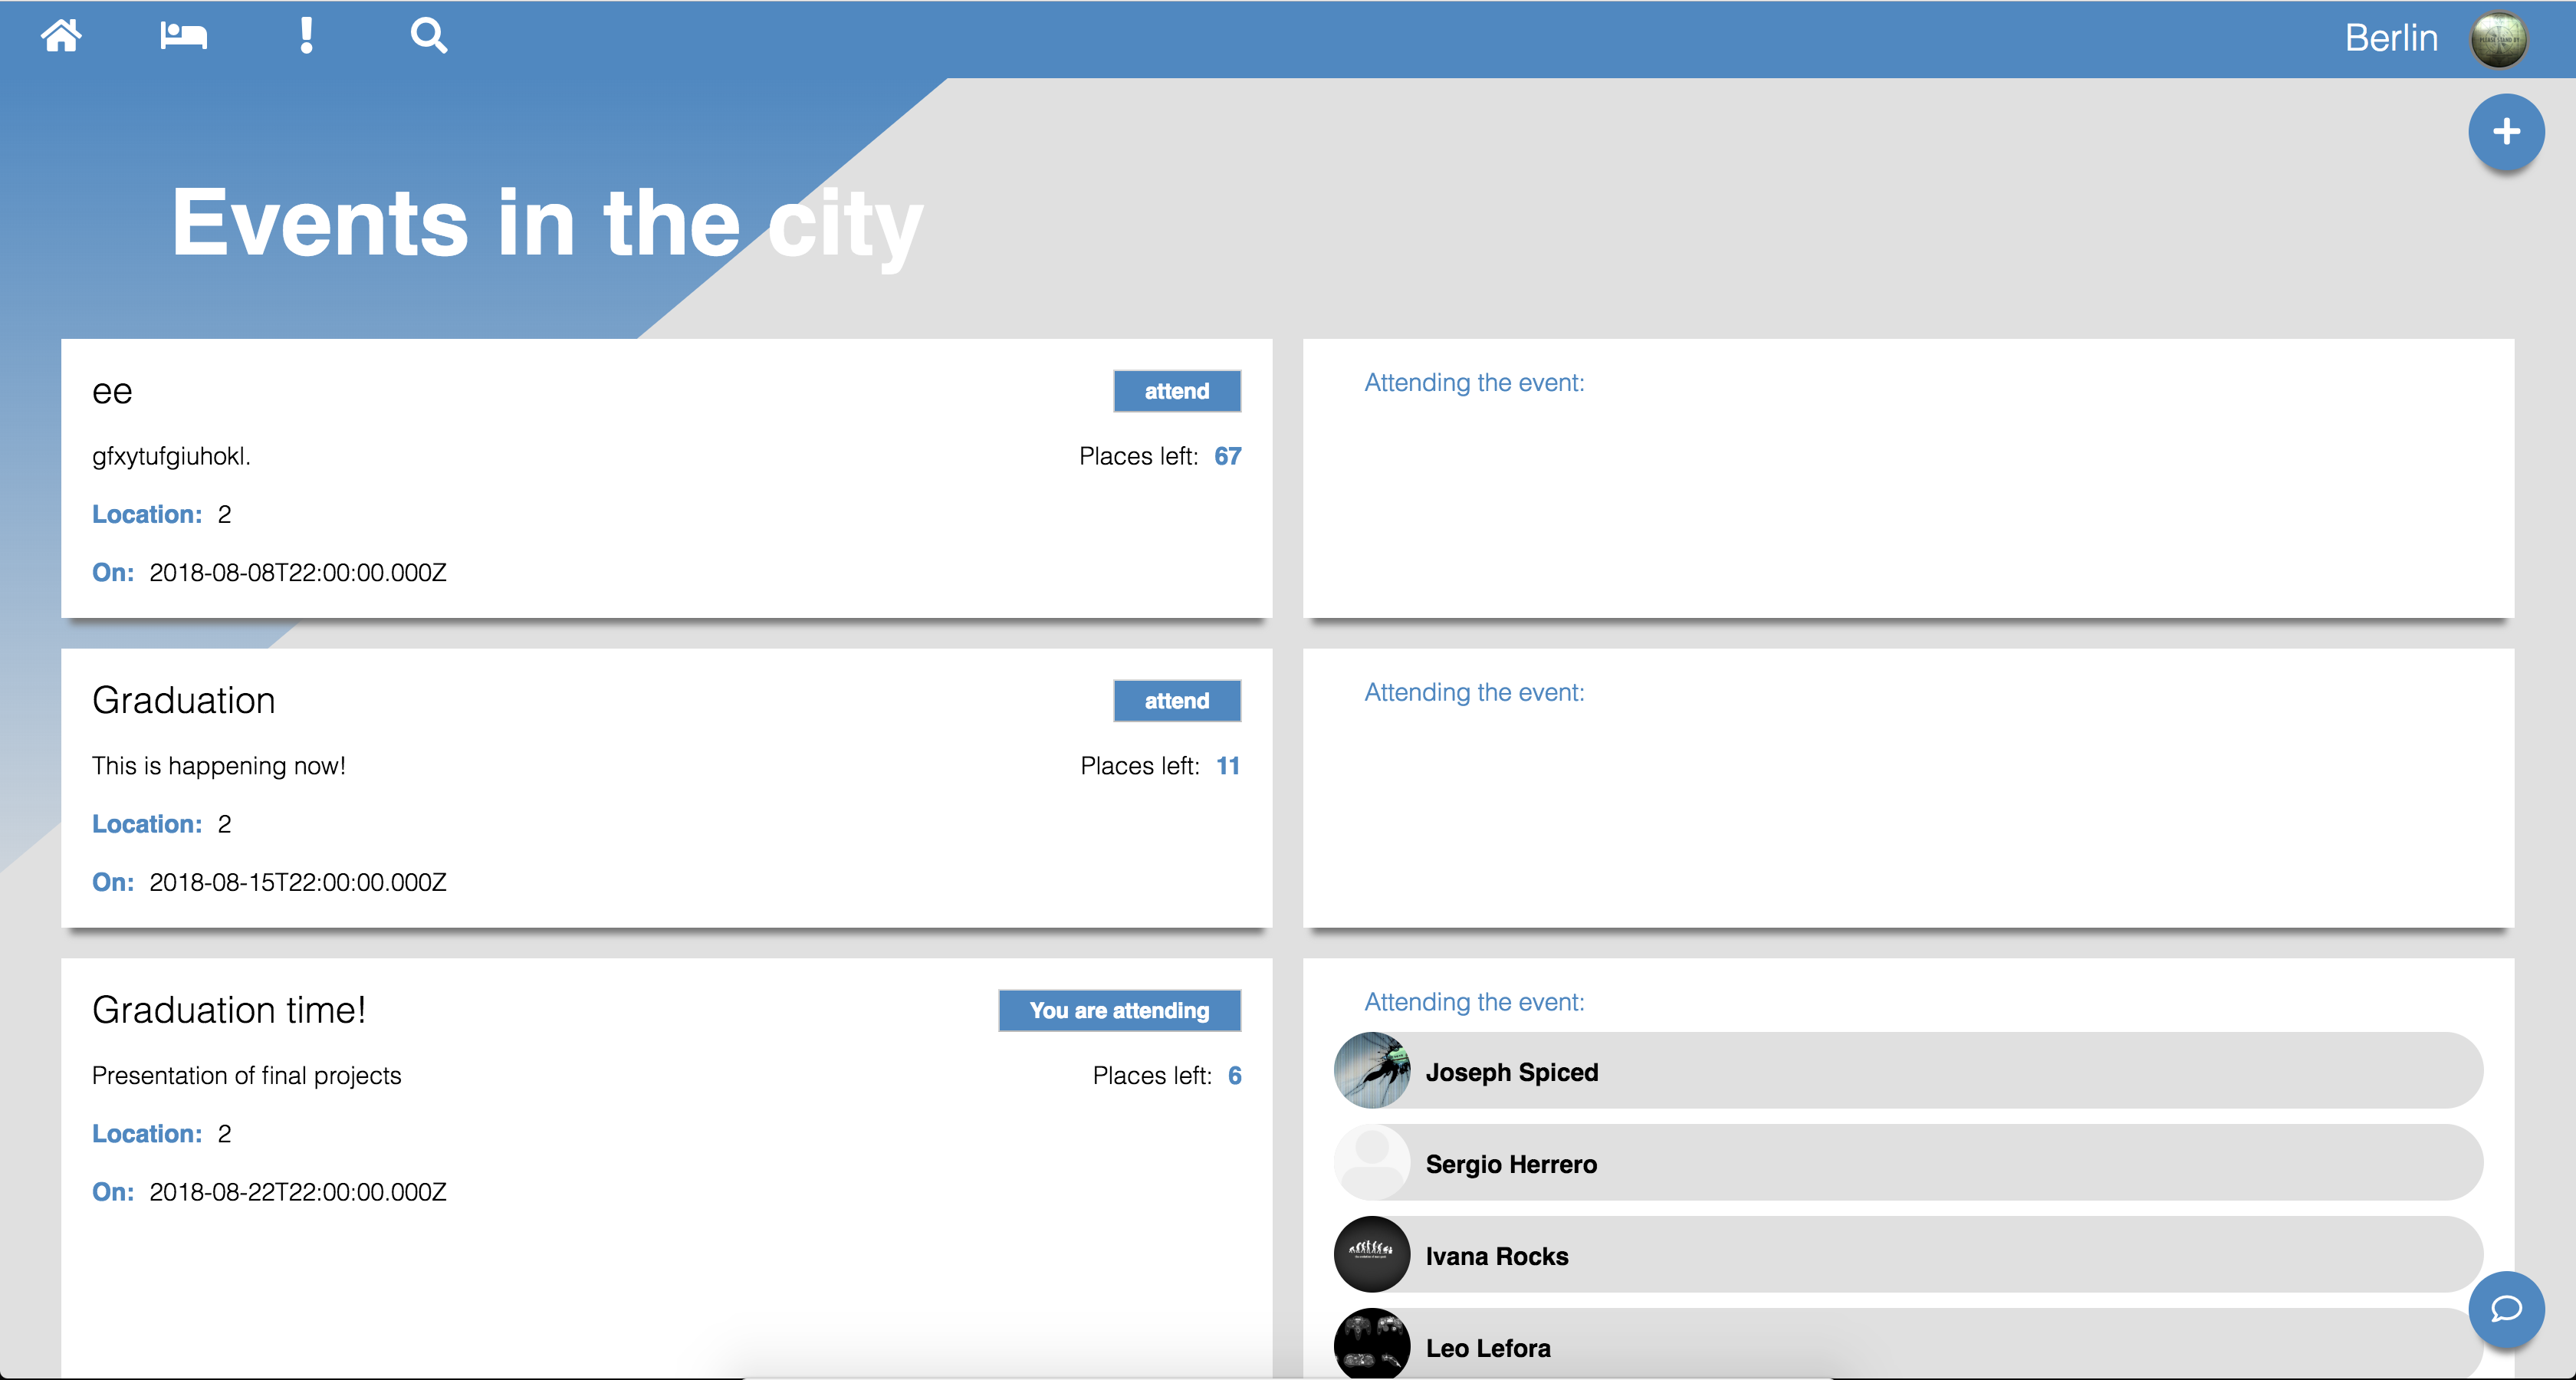 Berlin
PLEASE STAND BY
Events in the city
ee
attend
gfxytufgiuhokl.
Places left: 67
Location: 2
On: 2018-08-08T22:00:00.000Z
Attending the event:
Graduation
attend
This is happening now!
Places left: 11
Location: 2
On: 2018-08-15T22:00:00.000Z
Attending the event:
Graduation time!
You are attending
Presentation of final projects
Places left: 6
Location: 2
On: 2018-08-22T22:00:00.000Z
Attending the event:
Joseph Spiced
Sergio Herrero
Ivana Rocks
Leo Lefora